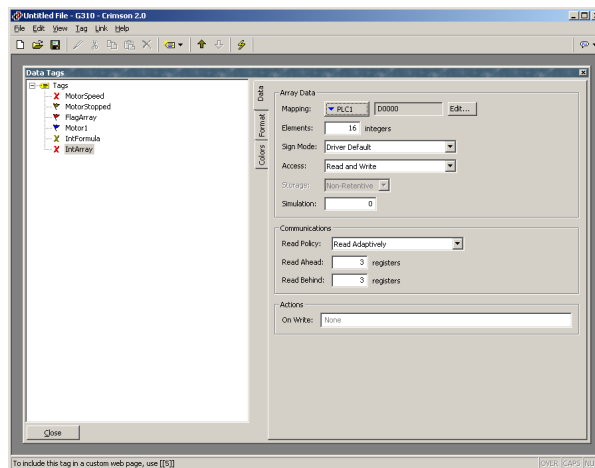 Untitled File - G310 - Crimson 2.0
File Edit View Tag Link Help
Data Tags
Tags
MotorSpeed
MotorStopped
FlagArray
Motor1
IntFormula
IntArray
Data
Format
Colors
Array Data
Mapping: PLC1 D0000 Edit...
Elements: 16 integers
Sign Mode: Driver Default
Access: Read and Write
Storage: Non-Retentive
Simulation: 0
Communications
Read Policy: Read Adaptively
Read Ahead: 3 registers
Read Behind: 3 registers
Actions
On Write: None
Close
To include this tag in a custom web page, use [[5]]
OVER CAPS